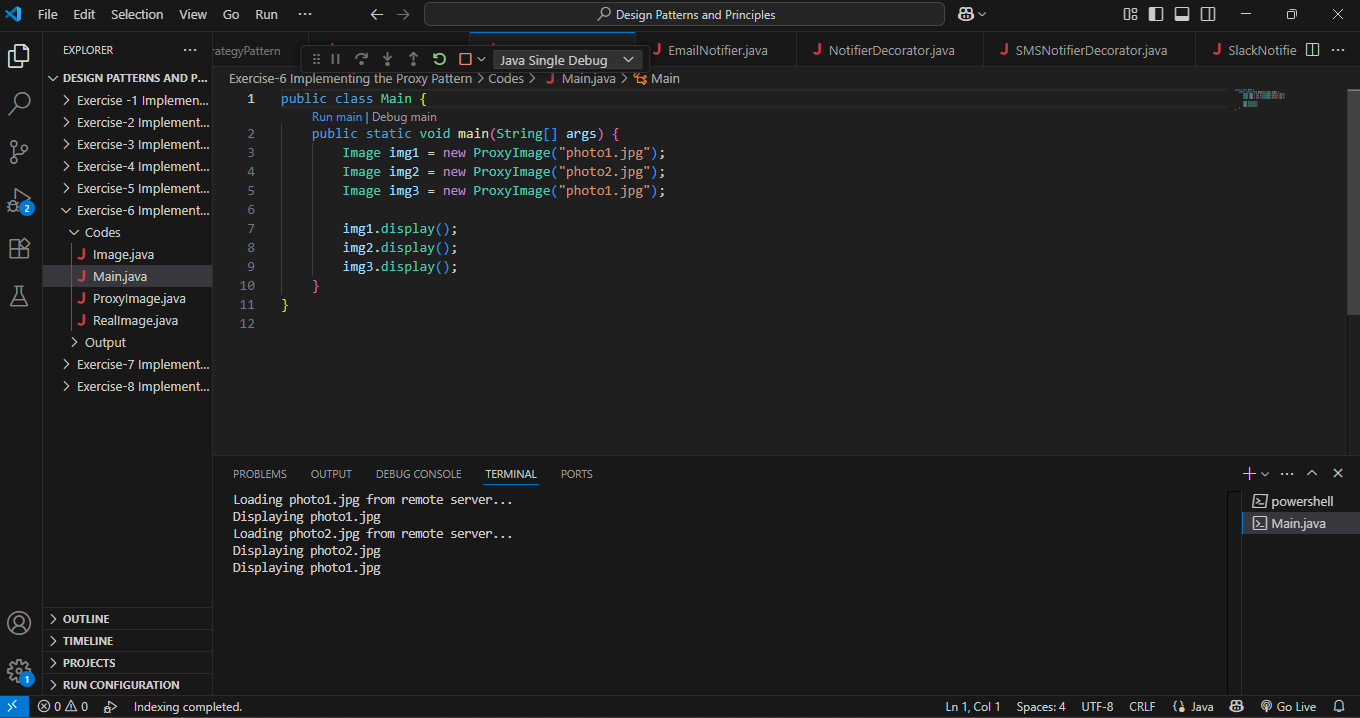 File Edit Selection View Go Run ···
Design Patterns and Principles
EXPLORER ···
DESIGN PATTERNS AND P...
Exercise -1 Implemen...
Exercise-2 Implement...
Exercise-3 Implement...
Exercise-4 Implement...
Exercise-5 Implement...
Exercise-6 Implement...
Codes
J Image.java
J Main.java
J ProxyImage.java
J RealImage.java
Output
Exercise-7 Implement...
Exercise-8 Implement...
OUTLINE
TIMELINE
PROJECTS
RUN CONFIGURATION
2
1
rategyPattern
Java Single Debug
J EmailNotifier.java
J NotifierDecorator.java
J SMSNotifierDecorator.java
J SlackNotifie
···
Exercise-6 Implementing the Proxy Pattern > Codes > J Main.java > Main
1 public class Main {
Run main | Debug main
2 public static void main(String[] args) {
3 Image img1 = new ProxyImage("photo1.jpg");
4 Image img2 = new ProxyImage("photo2.jpg");
5 Image img3 = new ProxyImage("photo1.jpg");
6
7 img1.display();
8 img2.display();
9 img3.display();
10 }
11 }
12
PROBLEMS OUTPUT DEBUG CONSOLE TERMINAL PORTS
Loading photo1.jpg from remote server...
Displaying photo1.jpg
Loading photo2.jpg from remote server...
Displaying photo2.jpg
Displaying photo1.jpg
powershell
Main.java
0 0 Indexing completed.
Ln 1, Col 1 Spaces: 4 UTF-8 CRLF {} Java Go Live